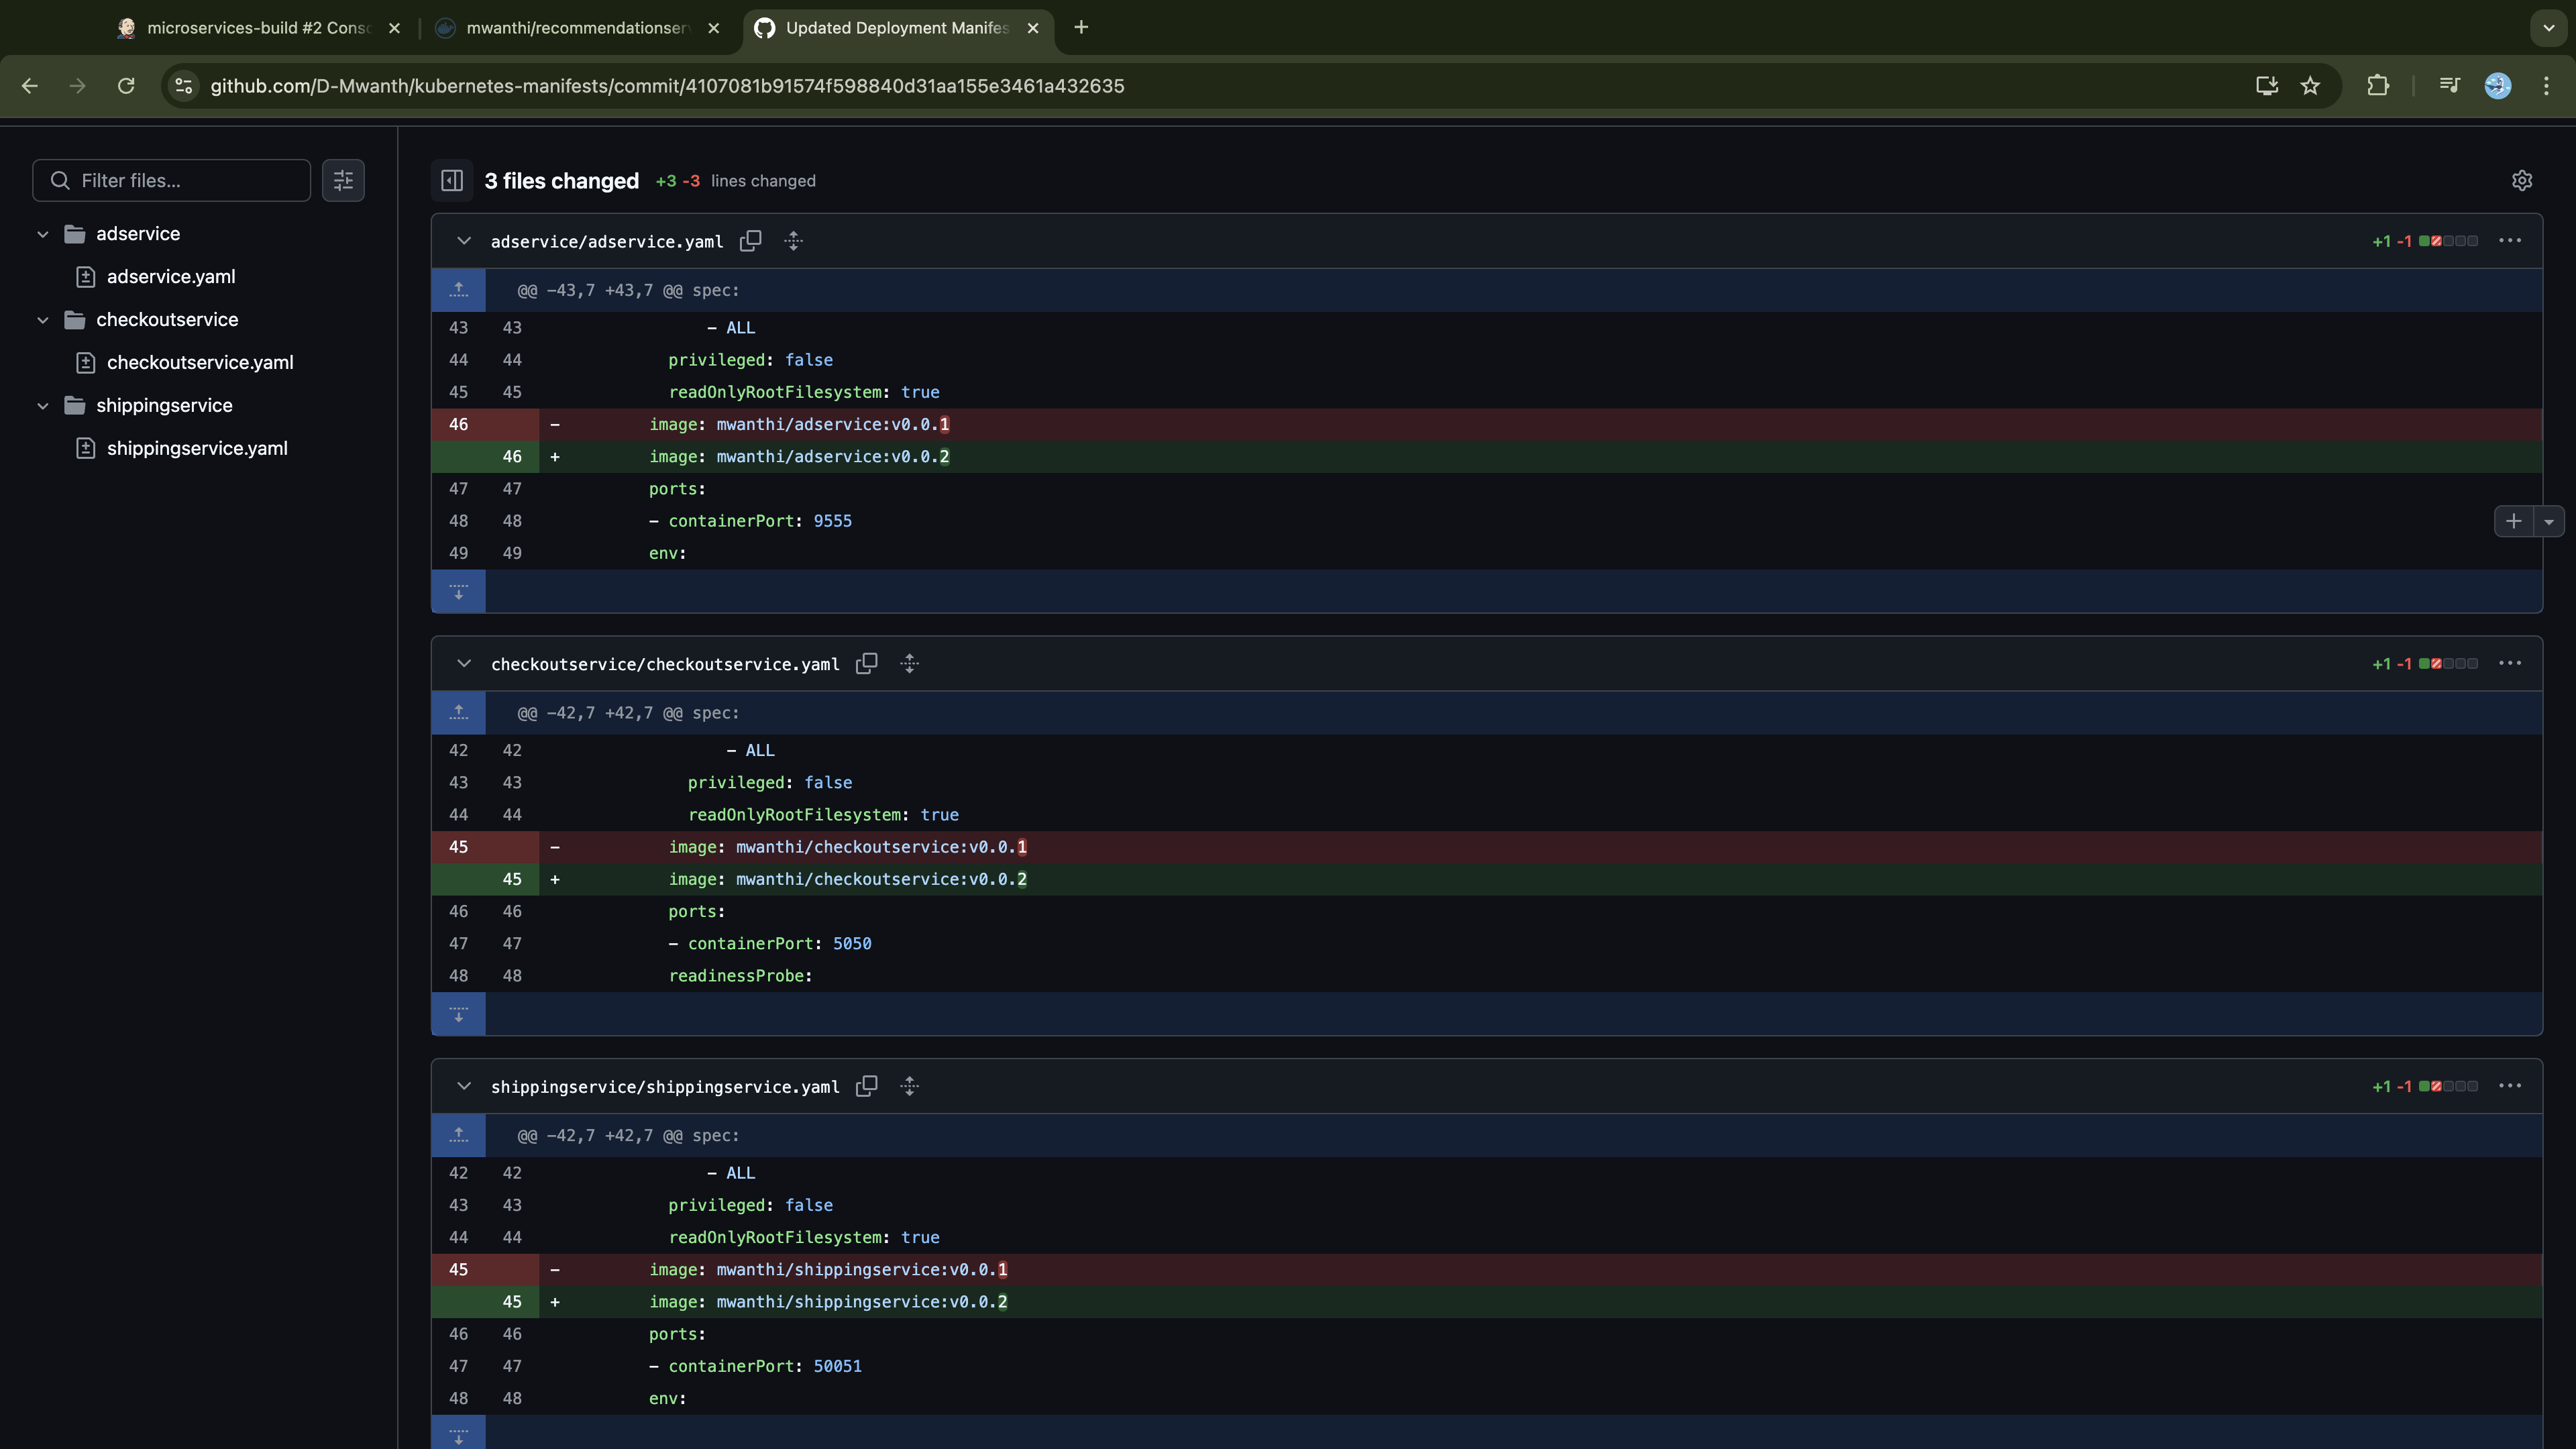 microservices-build #2 Conso
mwanthi/recommendationser
Updated Deployment Manifes
github.com/D-Mwanth/kubernetes-manifests/commit/4107081b91574f598840d31aa155e3461a432635
Filter files...
adservice
adservice.yaml
checkoutservice
checkoutservice.yaml
shippingservice
shippingservice.yaml
3 files changed +3 -3 lines changed
adservice/adservice.yaml +1 -1
@@ -43,7 +43,7 @@ spec:
43 43 - ALL
44 44 privileged: false
45 45 readOnlyRootFilesystem: true
46 - image: mwanthi/adservice:v0.0.1
46 + image: mwanthi/adservice:v0.0.2
47 47 ports:
48 48 - containerPort: 9555
49 49 env:
checkoutservice/checkoutservice.yaml +1 -1
@@ -42,7 +42,7 @@ spec:
42 42 - ALL
43 43 privileged: false
44 44 readOnlyRootFilesystem: true
45 - image: mwanthi/checkoutservice:v0.0.1
45 + image: mwanthi/checkoutservice:v0.0.2
46 46 ports:
47 47 - containerPort: 5050
48 48 readinessProbe:
shippingservice/shippingservice.yaml +1 -1
@@ -42,7 +42,7 @@ spec:
42 42 - ALL
43 43 privileged: false
44 44 readOnlyRootFilesystem: true
45 - image: mwanthi/shippingservice:v0.0.1
45 + image: mwanthi/shippingservice:v0.0.2
46 46 ports:
47 47 - containerPort: 50051
48 48 env: